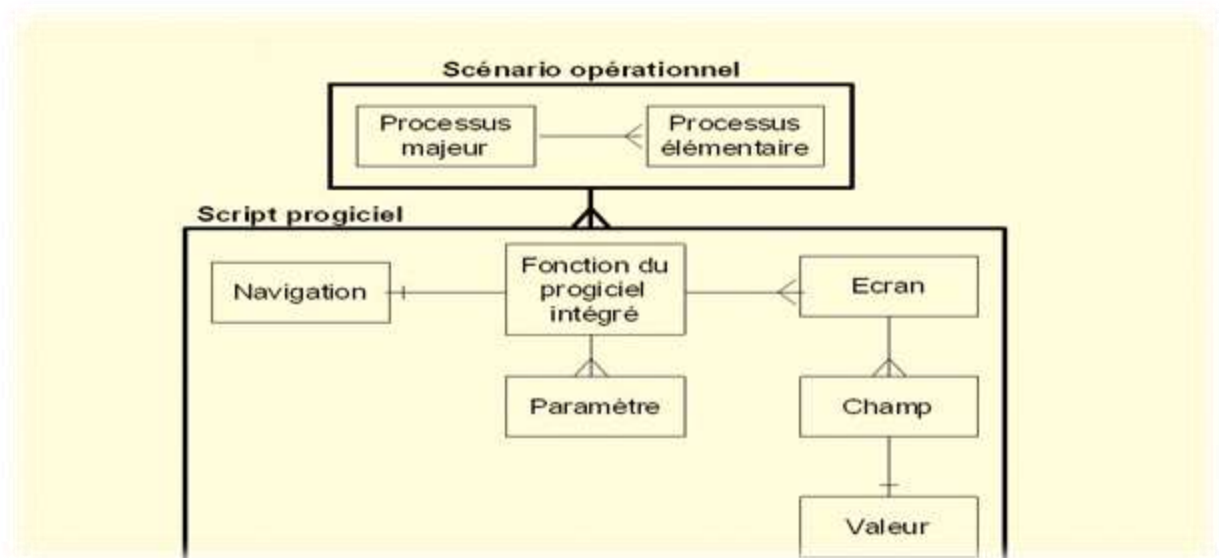 Scénario opérationnel
Processus
majeur
Processus
élémentaire
Script progiciel
Navigation
Fonction du
progiciel
intégré
Ecran
Paramètre
Champ
Valeur